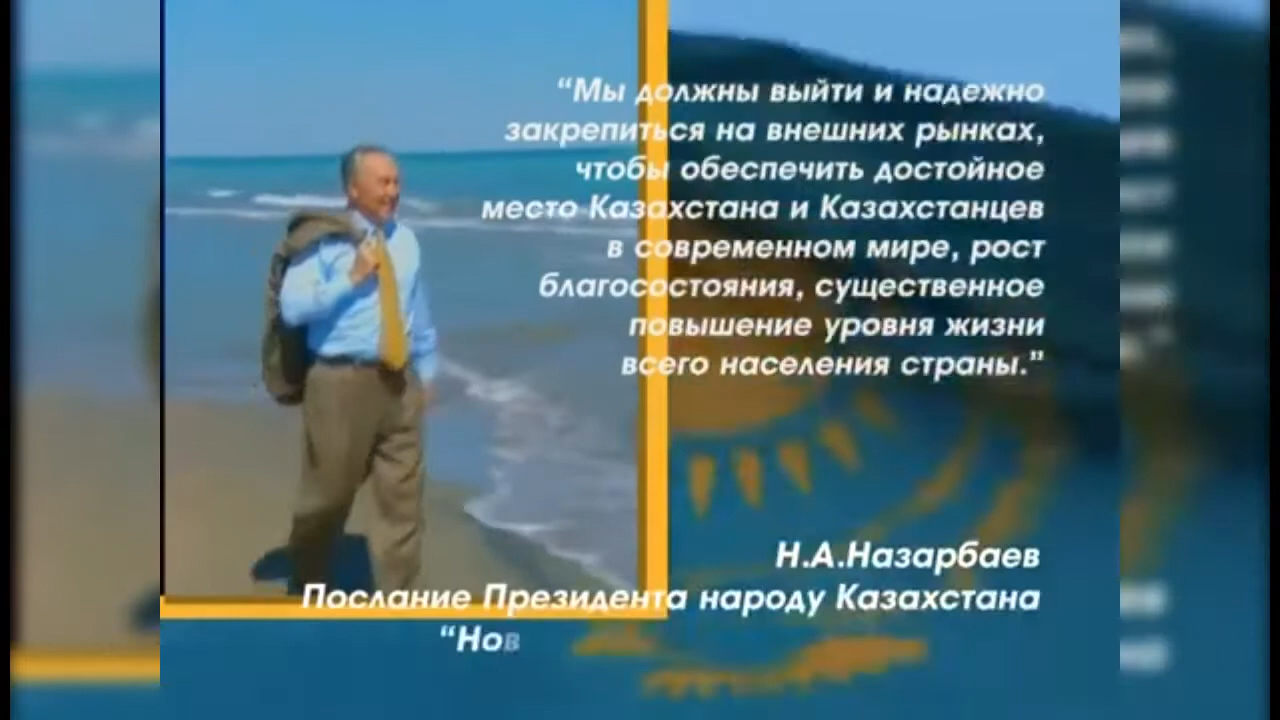 “Мы должны выйти и надежно
закрепиться на внешних рынках,
чтобы обеспечить достойное
место Казахстана и Казахстанцев
в современном мире, рост
благосостояния, существенное
повышение уровня жизни
всего населения страны.”
Н.А.Назарбаев
Послание Президента народу Казахстана
“Нов